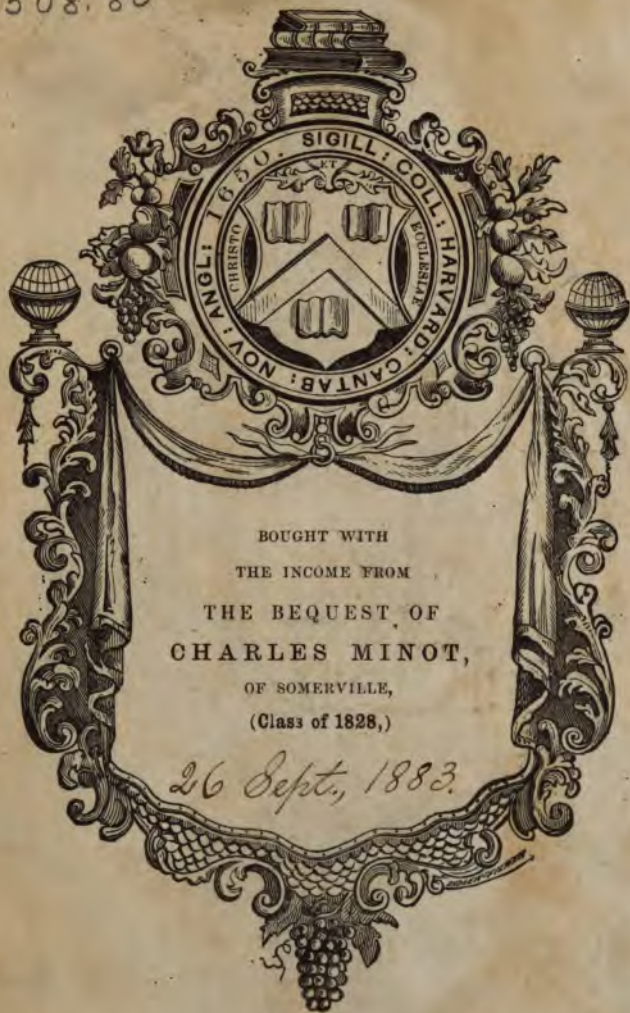 1650. SIGILL: COLL: HARVARD: CANTAB: NOV: ANGL:
CHRISTO ET ECCLESIAE
BOUGHT WITH
THE INCOME FROM
THE BEQUEST OF
CHARLES MINOT,
OF SOMERVILLE,
(Class of 1828,)
26 Sept., 1883.